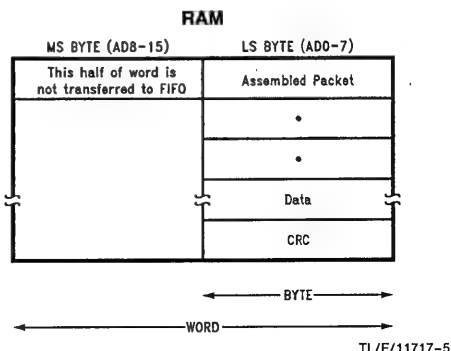 RAM
MS BYTE (AD8-15)
LS BYTE (AD0-7)
This half of word is
not transferred to FIFO
Assembled Packet
•
•
Data
CRC
BYTE
WORD
TL/F/11717-5